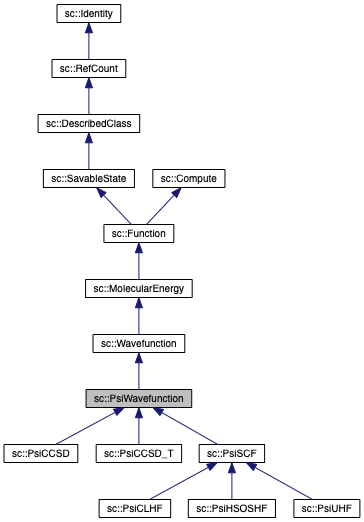 sc::Identity
sc::RefCount
sc::DescribedClass
sc::SavableState
sc::Compute
sc::Function
sc::MolecularEnergy
sc::Wavefunction
sc::PsiWavefunction
sc::PsiCCSD
sc::PsiCCSD_T
sc::PsiSCF
sc::PsiCLHF
sc::PsiHSOSHF
sc::PsiUHF